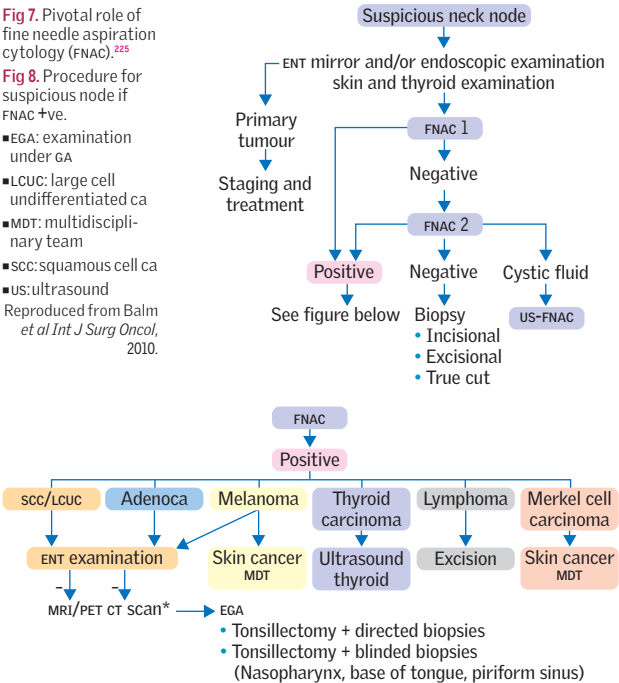 Fig 7. Pivotal role of
fine needle aspiration
cytology (FNAC).225
Fig 8. Procedure for
suspicious node if
FNAC +ve.
▪EGA: examination
under GA
▪LCUC: large cell
undifferentiated ca
▪MDT: multidiscipli-
nary team
▪SCC: squamous cell ca
▪US: ultrasound
Reproduced from Balm
et al Int J Surg Oncol,
2010.
Suspicious neck node
ENT mirror and/or endoscopic examination
skin and thyroid examination
Primary
tumour
Staging and
treatment
FNAC 1
Negative
FNAC 2
Positive
Negative
Cystic fluid
See figure below
Biopsy
• Incisional
• Excisional
• True cut
US-FNAC
FNAC
Positive
SCC/LCUC
Adenoca
Melanoma
Thyroid
carcinoma
Lymphoma
Merkel cell
carcinoma
ENT examination
Skin cancer
MDT
Ultrasound
thyroid
Excision
Skin cancer
MDT
– –
MRI/PET CT scan*
EGA
• Tonsillectomy + directed biopsies
• Tonsillectomy + blinded biopsies
(Nasopharynx, base of tongue, piriform sinus)